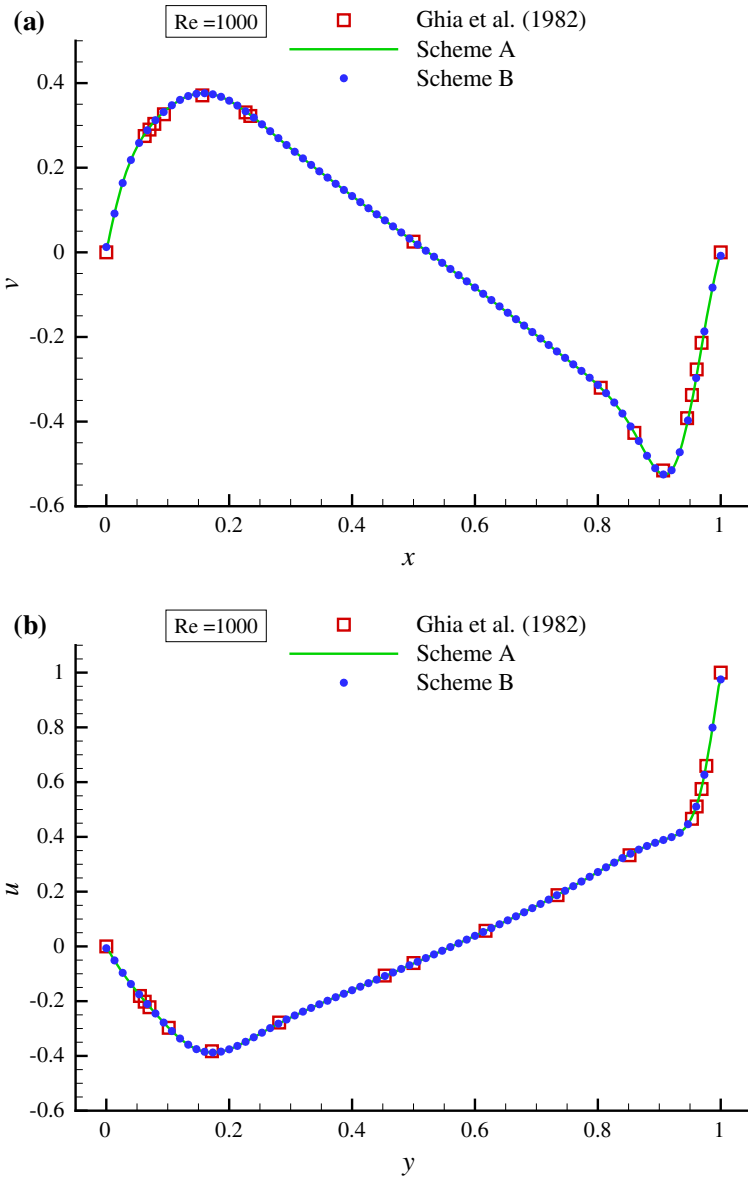 (a)
Re =1000
Ghia et al. (1982)
Scheme A
Scheme B
0.4
0.2
0
-0.2
-0.4
-0.6
v
0 0.2 0.4 0.6 0.8 1
x
(b)
Re =1000
Ghia et al. (1982)
Scheme A
Scheme B
1
0.8
0.6
0.4
0.2
0
-0.2
-0.4
-0.6
u
0 0.2 0.4 0.6 0.8 1
y